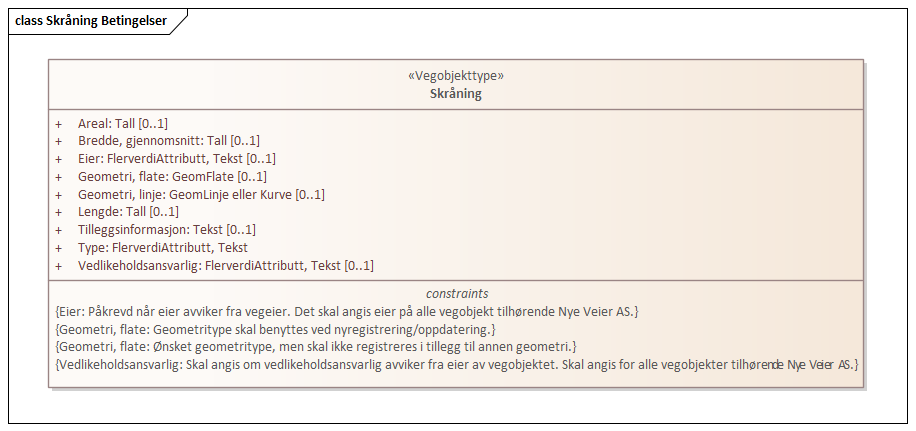 class Skråning Betingelser
«Vegobjekttype»
Skråning
+ Areal: Tall [0..1]
+ Bredde, gjennomsnitt: Tall [0..1]
+ Eier: FlerverdiAttributt, Tekst [0..1]
+ Geometri, flate: GeomFlate [0..1]
+ Geometri, linje: GeomLinje eller Kurve [0..1]
+ Lengde: Tall [0..1]
+ Tilleggsinformasjon: Tekst [0..1]
+ Type: FlerverdiAttributt, Tekst
+ Vedlikeholdsansvarlig: FlerverdiAttributt, Tekst [0..1]
constraints
{Eier: Påkrevd når eier avviker fra vegeier. Det skal angis eier på alle vegobjekt tilhørende Nye Veier AS.}
{Geometri, flate: Geometritype skal benyttes ved nyregistrering/oppdatering.}
{Geometri, flate: Ønsket geometritype, men skal ikke registreres i tillegg til annen geometri.}
{Vedlikeholdsansvarlig: Skal angis om vedlikeholdsansvarlig avviker fra eier av vegobjektet. Skal angis for alle vegobjekter tilhørende Nye Veier AS.}